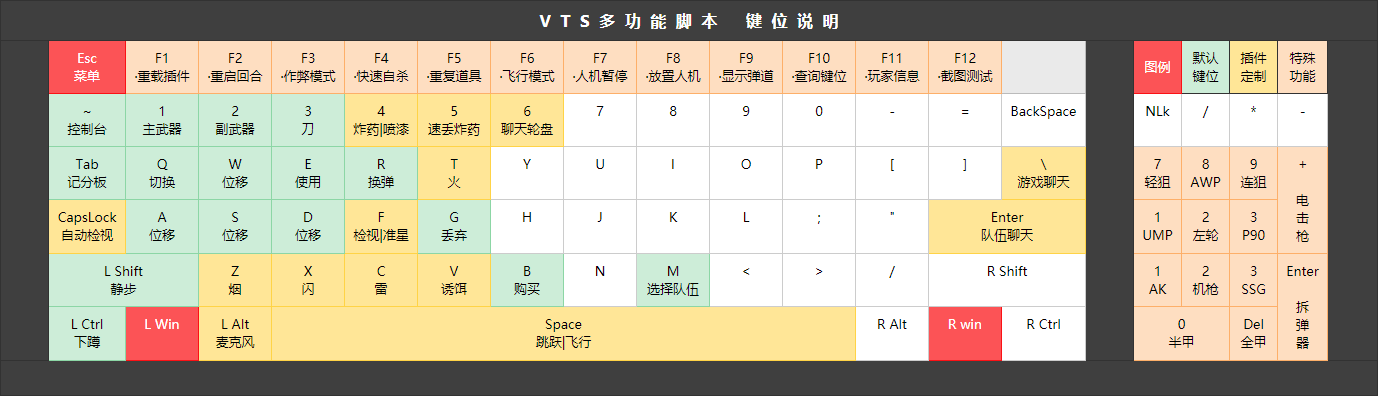 VTS多功能脚本 键位说明
Esc F1 F2 F3 F4 F5 F6 F7 F8 F9 F10 F11 F12 图例 默认 插件 特殊
菜单 ·重载插件 ·重启回合 ·作弊模式 ·快速自杀 ·重复道具 ·飞行模式 ·人机暂停 ·放置人机 ·显示弹道 ·查询键位 ·玩家信息 ·截图测试 键位 定制 功能
~ 1 2 3 4 5 6 7 8 9 0 - = BackSpace NLk / * -
控制台 主武器 副武器 刀 炸药|喷漆 速丢炸药 聊天轮盘
Tab Q W E R T Y U I O P [ ] \ 7 8 9 +
记分板 切换 位移 使用 换弹 火 游戏聊天 轻狙 AWP 连狙 电
CapsLock A S D F G H J K L ; " Enter 1 2 3 击
自动检视 位移 位移 位移 检视|准星 丢弃 队伍聊天 UMP 左轮 P90 枪
L Shift Z X C V B N M < > / R Shift 1 2 3 Enter
静步 烟 闪 雷 诱饵 购买 选择队伍 AK 机枪 SSG 拆
L Ctrl L Win L Alt Space R Alt R win R Ctrl 0 Del 弹
下蹲 麦克风 跳跃|飞行 半甲 全甲 器